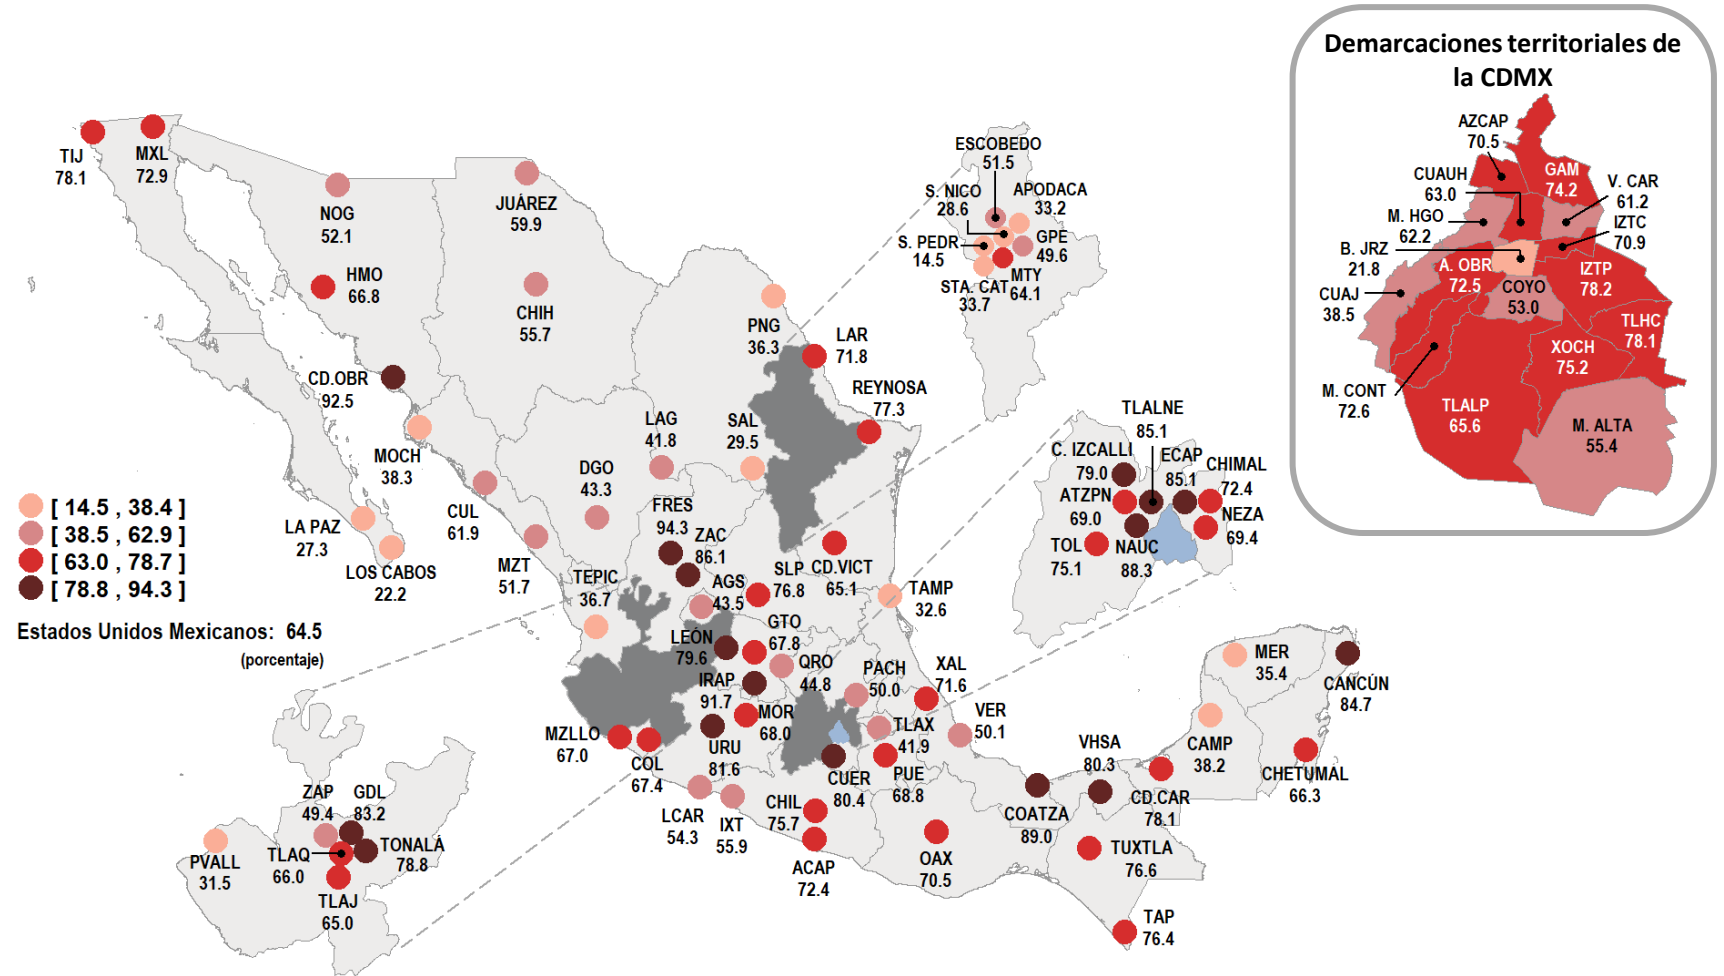 Demarcaciones territoriales de
la CDMX
AZCAP
70.5
CUAUH
63.0
GAM
74.2
V. CAR
61.2
M. HGO
62.2
IZTC
70.9
B. JRZ
21.8
A. OBR
72.5
IZTP
78.2
CUAJ
38.5
COYO
53.0
TLHC
78.1
XOCH
75.2
M. CONT
72.6
TLALP
65.6
M. ALTA
55.4
TIJ
78.1
MXL
72.9
NOG
52.1
JUÁREZ
59.9
HMO
66.8
CHIH
55.7
ESCOBEDO
51.5
S. NICO
28.6
APODACA
33.2
S. PEDR
14.5
GPE
49.6
STA. CAT
33.7
MTY
64.1
PNG
36.3
LAR
71.8
REYNOSA
77.3
CD.OBR
92.5
MOCH
38.3
LAG
41.8
SAL
29.5
DGO
43.3
CUL
61.9
LA PAZ
27.3
LOS CABOS
22.2
MZT
51.7
FRES
94.3
ZAC
86.1
TEPIC
36.7
AGS
43.5
SLP
76.8
CD.VICT
65.1
TAMP
32.6
TLALNE
85.1
C. IZCALLI
79.0
ECAP
85.1
CHIMAL
72.4
ATZPN
69.0
NEZA
69.4
TOL
75.1
NAUC
88.3
[ 14.5 , 38.4 ]
[ 38.5 , 62.9 ]
[ 63.0 , 78.7 ]
[ 78.8 , 94.3 ]
Estados Unidos Mexicanos: 64.5
(porcentaje)
LEÓN
79.6
GTO
67.8
QRO
44.8
IRAP
91.7
PACH
50.0
XAL
71.6
MZLLO
67.0
COL
67.4
URU
81.6
MOR
68.0
TLAX
41.9
VER
50.1
CUER
80.4
PUE
68.8
LCAR
54.3
IXT
55.9
CHIL
75.7
ACAP
72.4
OAX
70.5
COATZA
89.0
VHSA
80.3
CD.CAR
78.1
TUXTLA
76.6
TAP
76.4
MER
35.4
CANCÚN
84.7
CAMP
38.2
CHETUMAL
66.3
ZAP
49.4
GDL
83.2
PVALL
31.5
TLAQ
66.0
TONALÁ
78.8
TLAJ
65.0